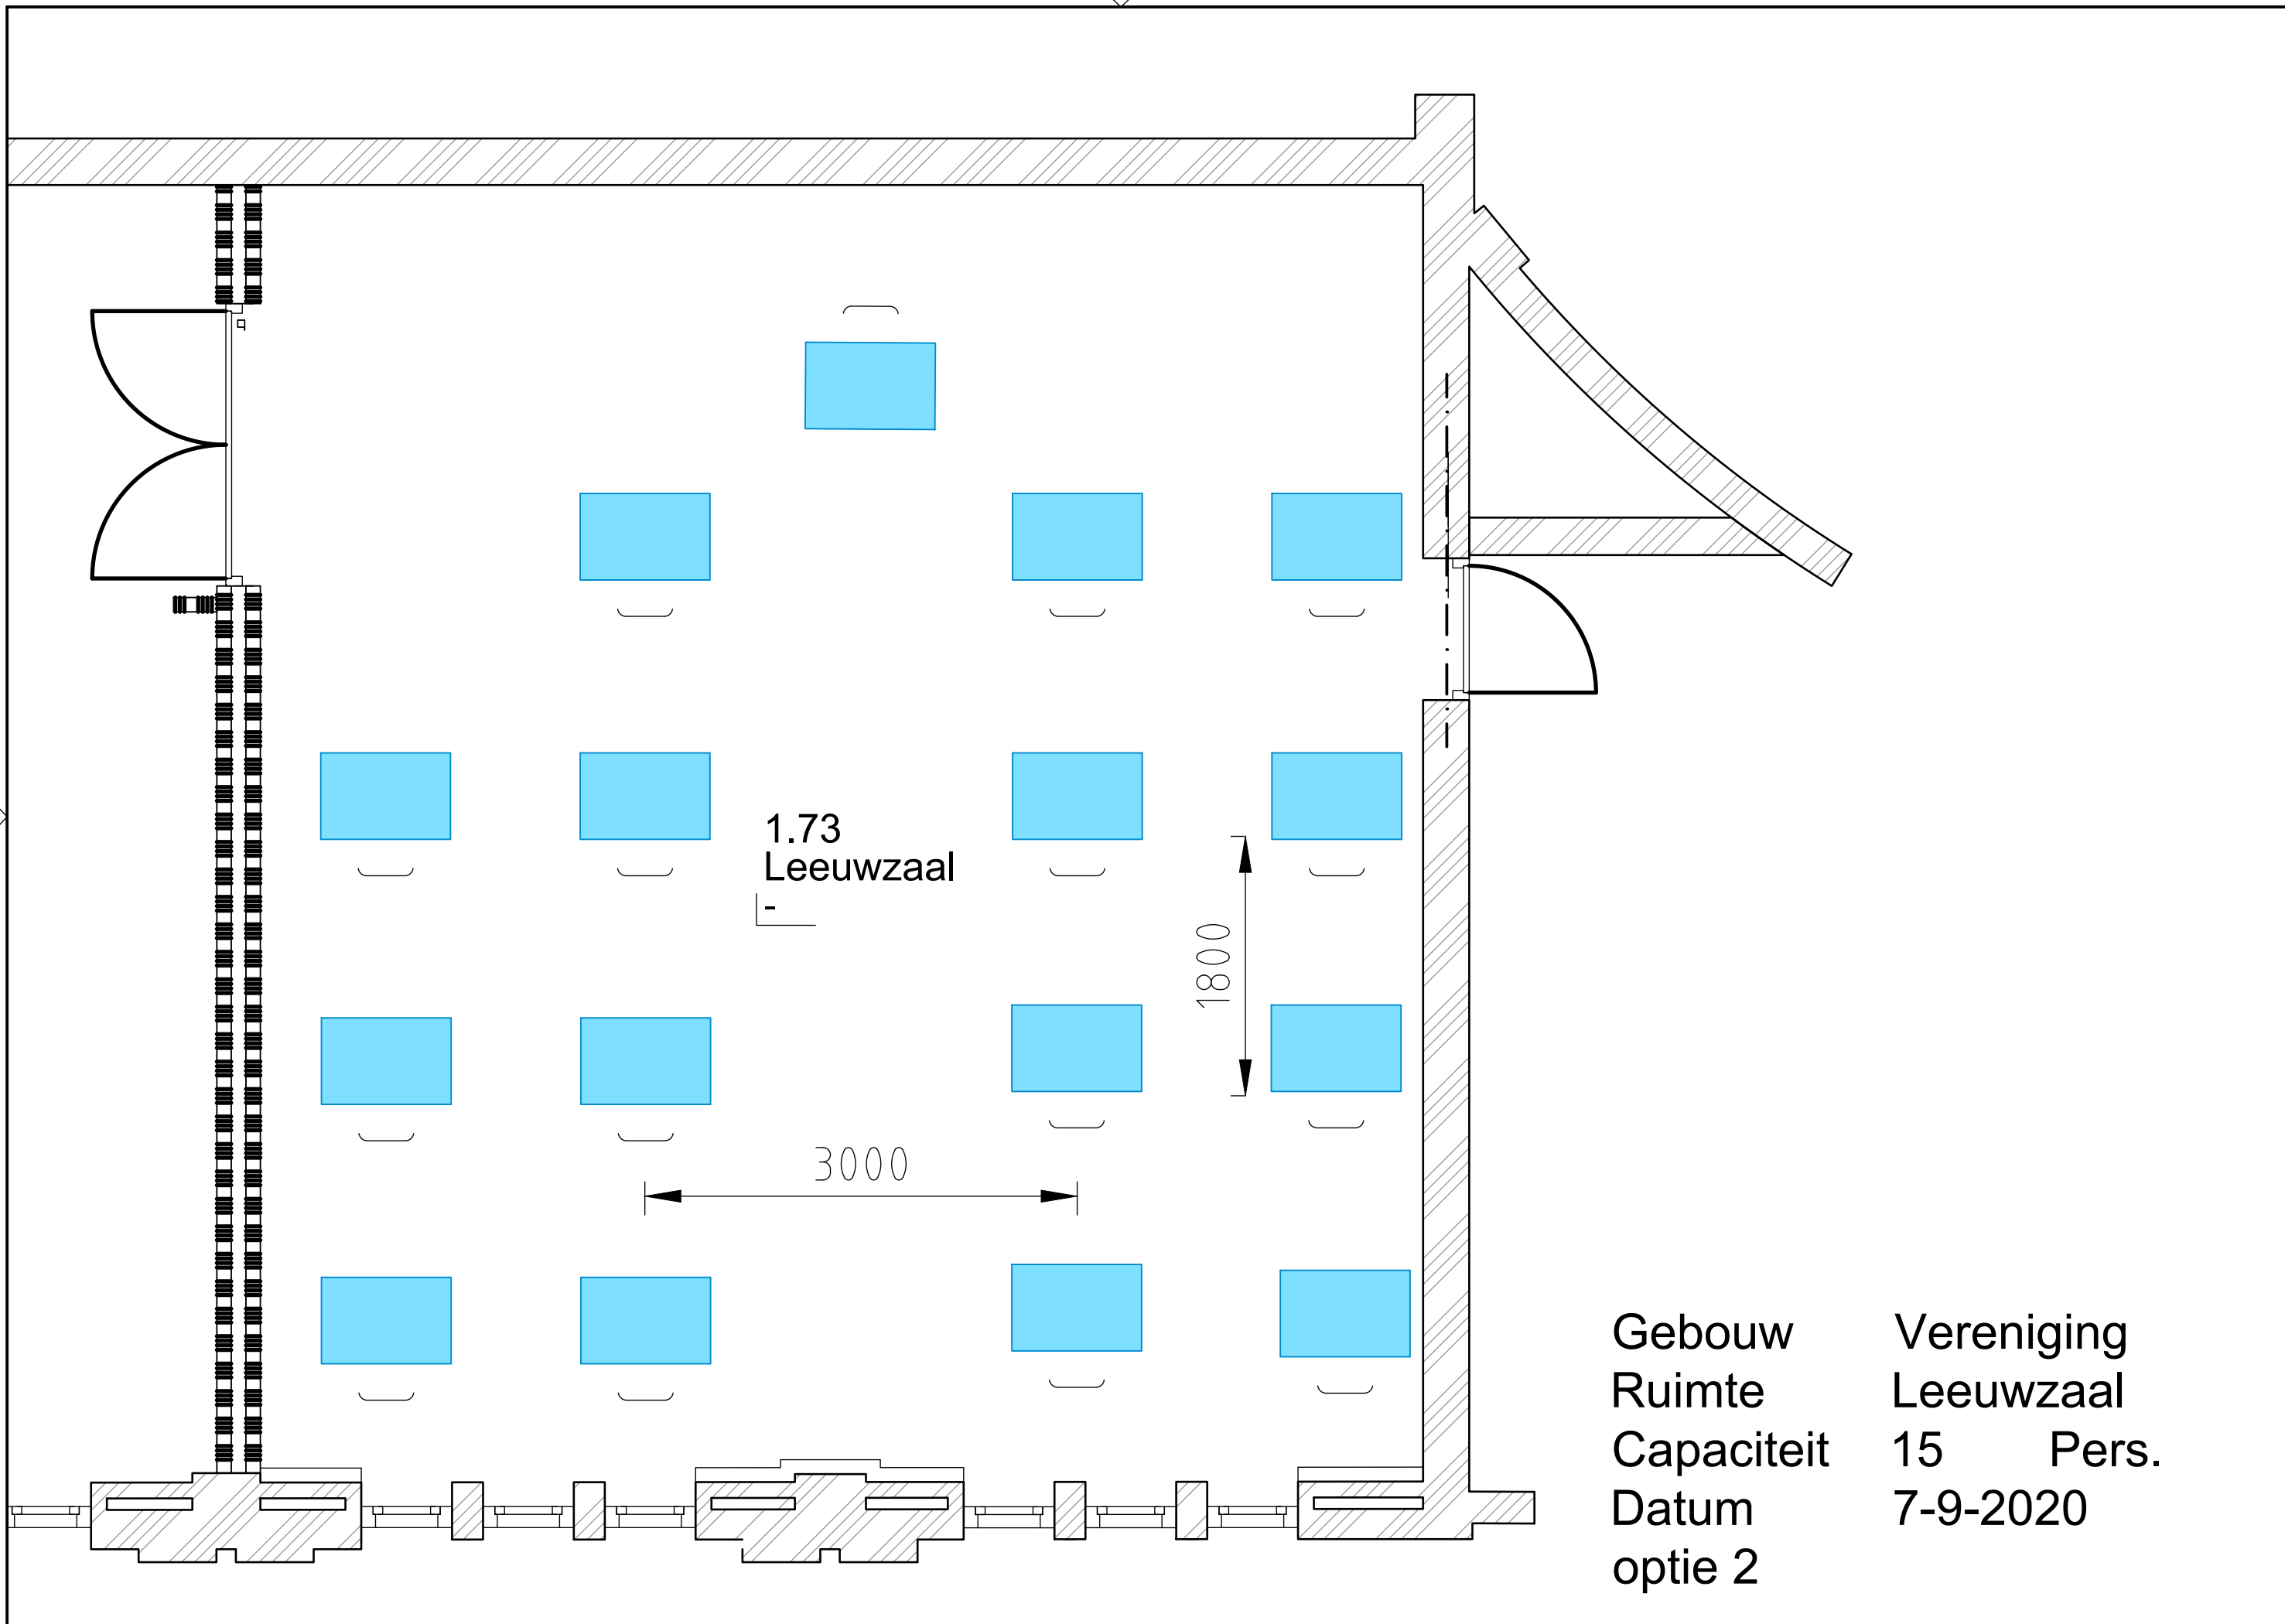 1.73
Leeuwzaal
-
1800
3000
Gebouw Vereniging
Ruimte Leeuwzaal
Capaciteit 15 Pers.
Datum 7-9-2020
optie 2